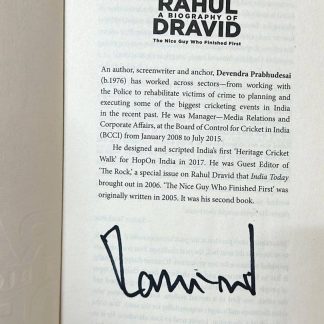 RAHUL
A BIOGRAPHY OF
DRAVID
The Nice Guy Who Finished First
An author, screenwriter and anchor, Devendra Prabhudesai
(b.1976) has worked across sectors—from working with
the Police to rehabilitate victims of crime to planning and
executing some of the biggest cricketing events in India
in the recent past. He was Manager—Media Relations and
Corporate Affairs, at the Board of Control for Cricket in India
(BCCI) from January 2008 to July 2015.
He designed and scripted India's first 'Heritage Cricket
Walk' for HopOn India in 2017. He was Guest Editor of
'The Rock,' a special issue on Rahul Dravid that India Today
brought out in 2006. 'The Nice Guy Who Finished First' was
originally written in 2005. It was his second book.